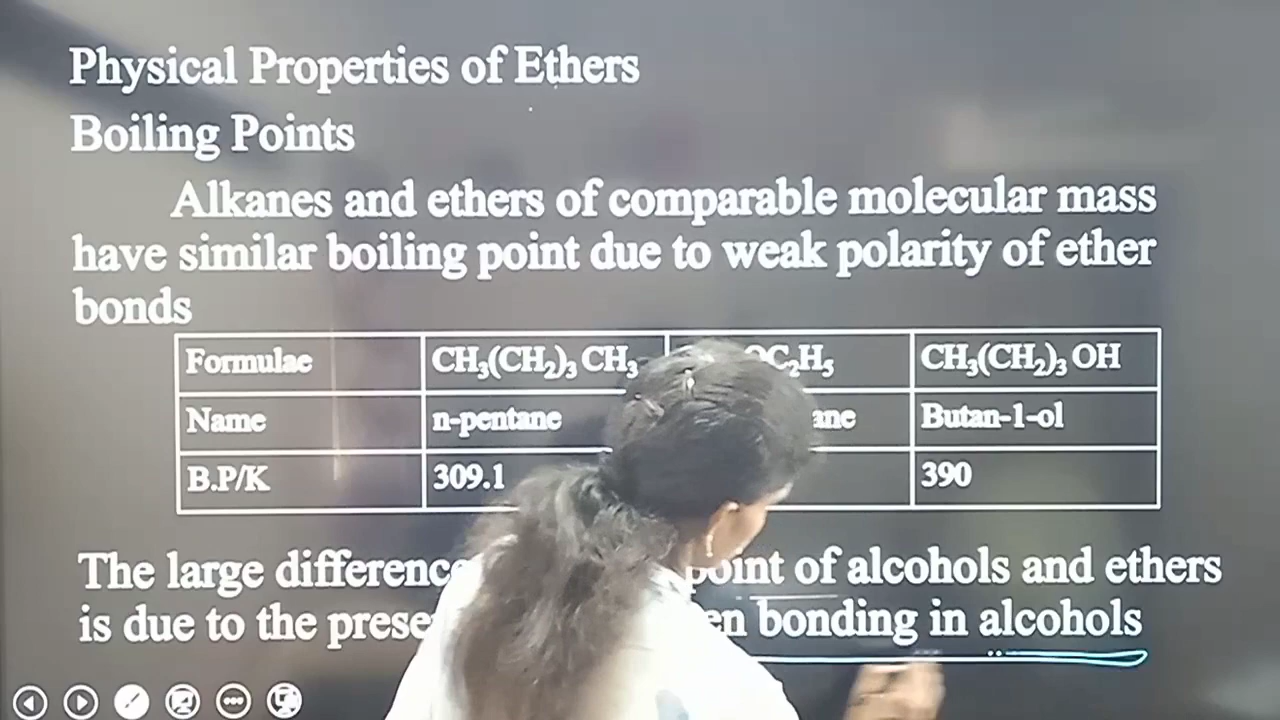 Physical Properties of Ethers
Boiling Points
Alkanes and ethers of comparable molecular mass
have similar boiling point due to weak polarity of ether
bonds
Formulae CH₃(CH₂)₃ CH₃ OC₂H₅ CH₃(CH₂)₃ OH
Name n-pentane ane Butan-1-ol
B.P/K 309.1 390
The large difference point of alcohols and ethers
is due to the prese en bonding in alcohols